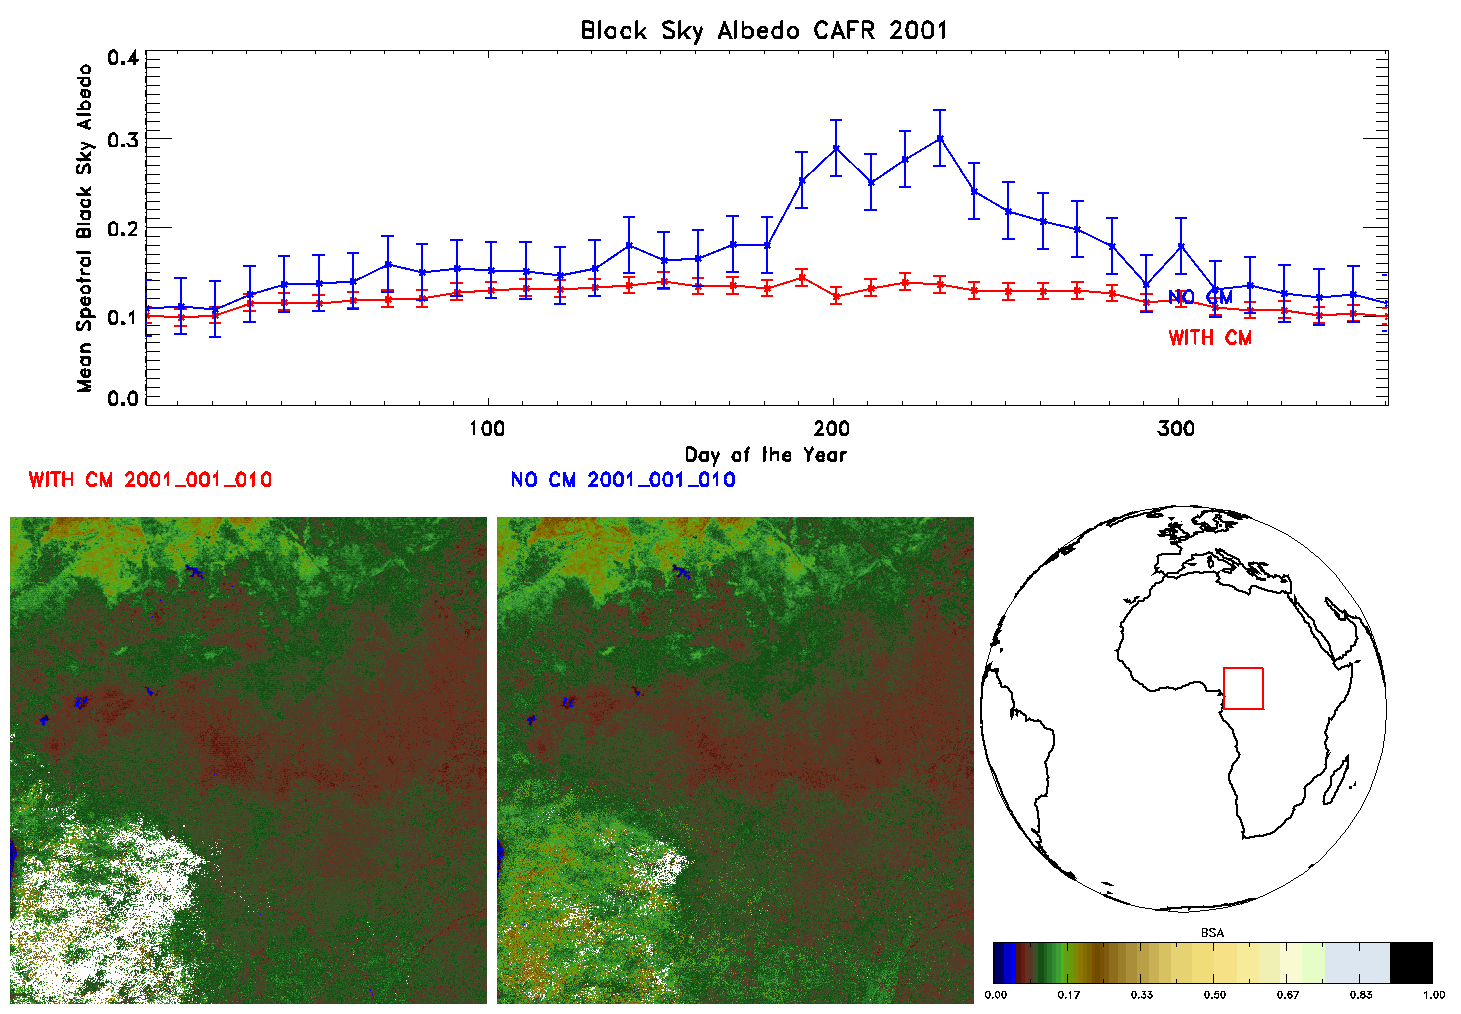 Black Sky Albedo CAFR 2001
Mean Spectral Black Sky Albedo
0.4
0.3
0.2
0.1
0.0
NO CM
WITH CM
100
200
300
Day of the Year
WITH CM 2001_001_010
NO CM 2001_001_010
BSA
0.00
0.17
0.33
0.50
0.67
0.83
1.00